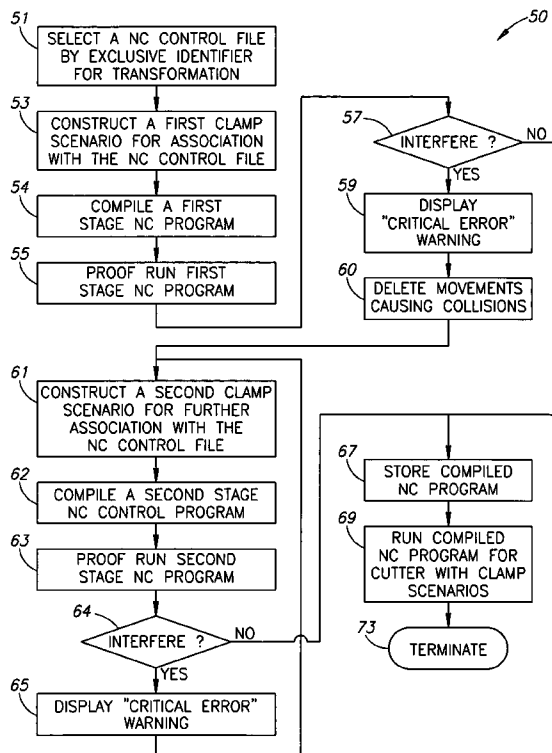 50
51
SELECT A NC CONTROL FILE
BY EXCLUSIVE IDENTIFIER
FOR TRANSFORMATION
53
CONSTRUCT A FIRST CLAMP
SCENARIO FOR ASSOCIATION
WITH THE NC CONTROL FILE
54
COMPILE A FIRST
STAGE NC PROGRAM
55
PROOF RUN FIRST
STAGE NC PROGRAM
57
INTERFERE ?
NO
YES
59
DISPLAY
"CRITICAL ERROR"
WARNING
60
DELETE MOVEMENTS
CAUSING COLLISIONS
61
CONSTRUCT A SECOND CLAMP
SCENARIO FOR FURTHER
ASSOCIATION WITH THE
NC CONTROL FILE
62
COMPILE A SECOND STAGE
NC CONTROL PROGRAM
63
PROOF RUN SECOND
STAGE NC PROGRAM
64
INTERFERE ?
NO
YES
65
DISPLAY "CRITICAL ERROR"
WARNING
67
STORE COMPILED
NC PROGRAM
69
RUN COMPILED
NC PROGRAM FOR
CUTTER WITH CLAMP
SCENARIOS
73
TERMINATE